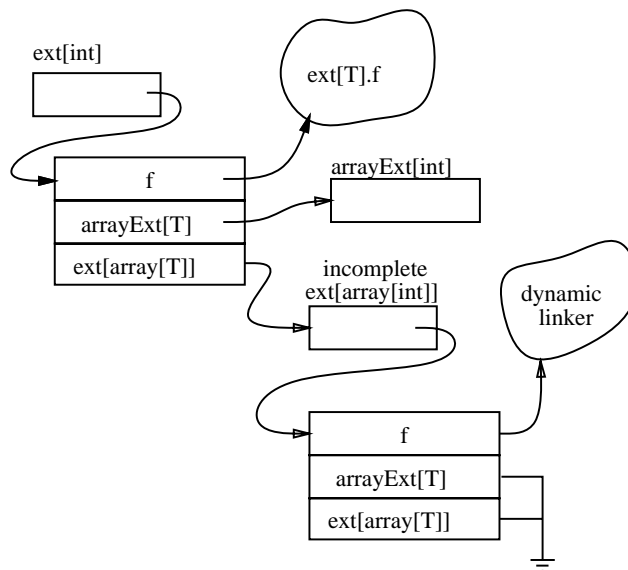 ext[int]
ext[T].f
f
arrayExt[int]
arrayExt[T]
ext[array[T]]
incomplete
ext[array[int]]
dynamic
linker
f
arrayExt[T]
ext[array[T]]